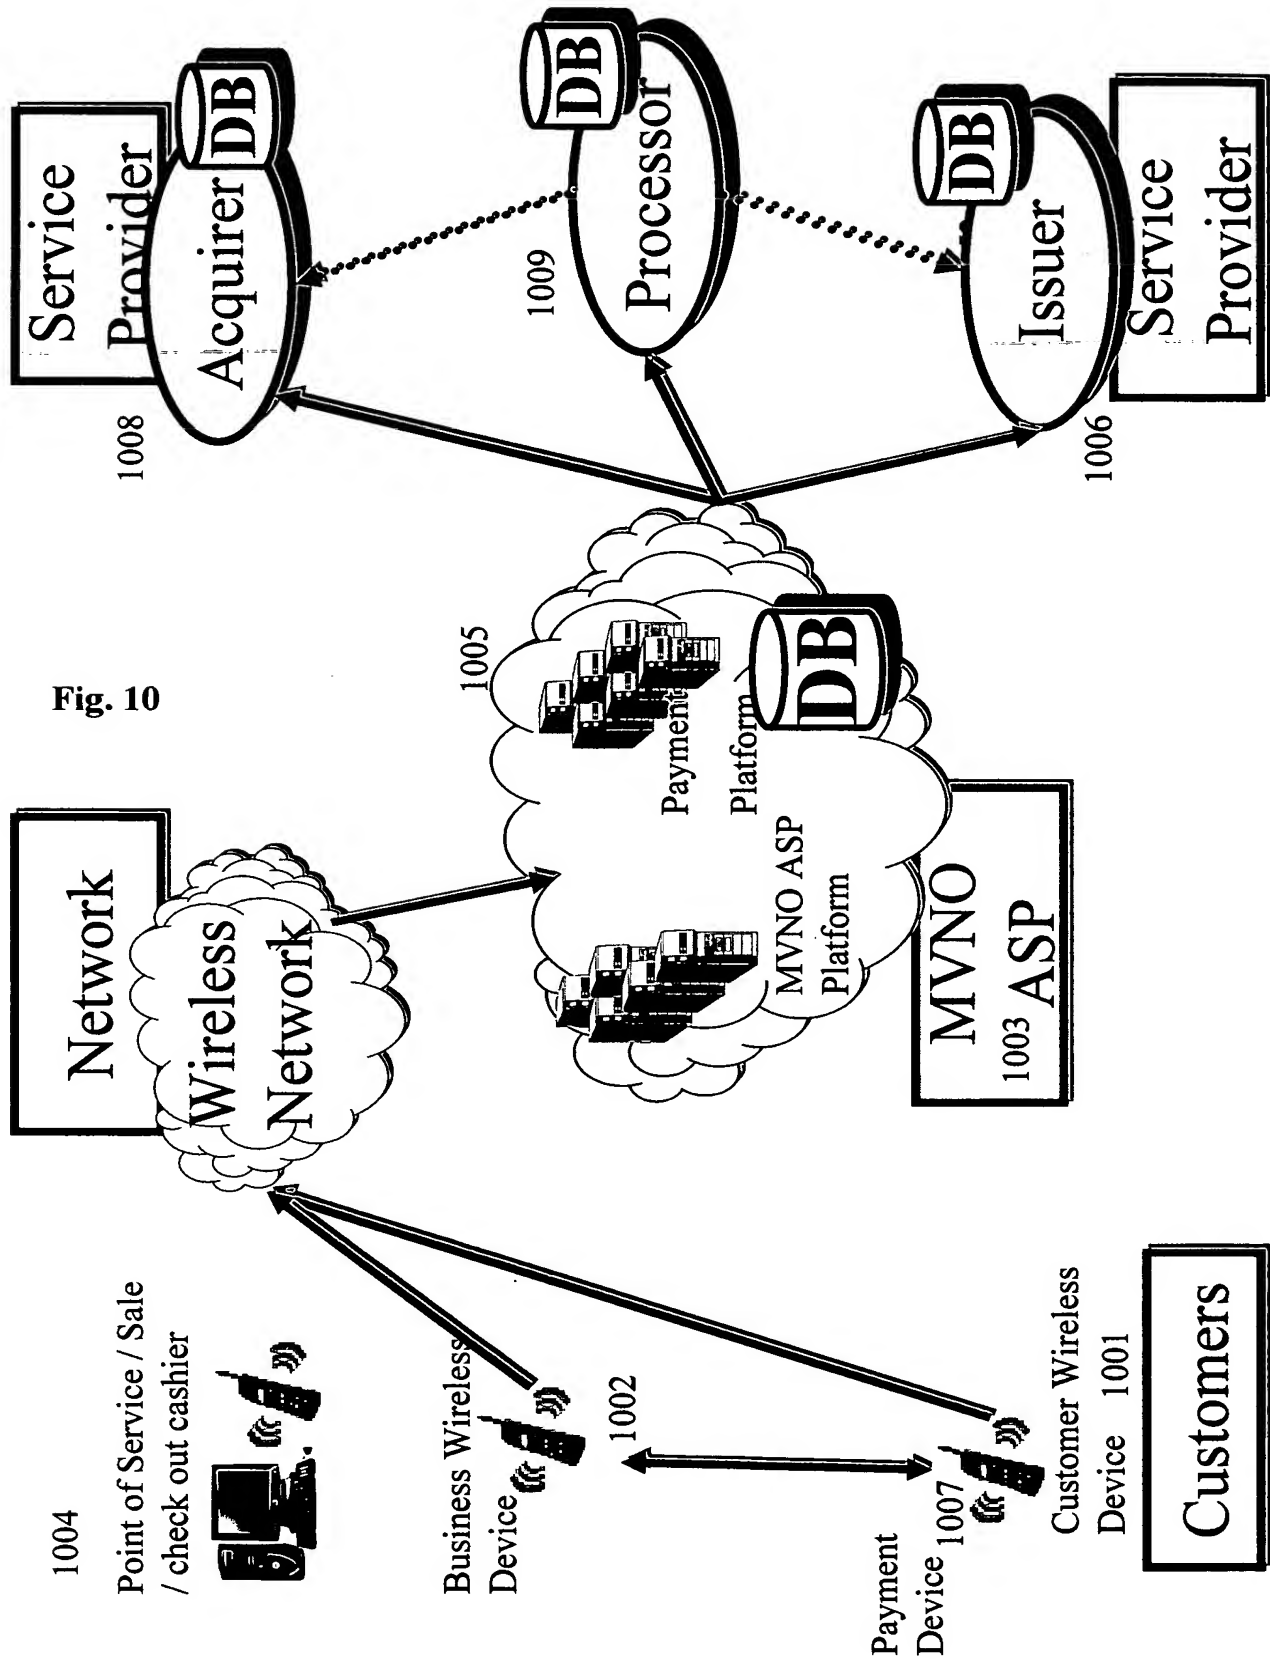 Fig. 10
1004
Point of Service / Sale
/ check out cashier
Business Wireless
Device
1002
Payment
Device
1007
Customer Wireless
Device 1001
Customers
Network
Wireless
Network
MVNO ASP
Platform
MVNO
1003 ASP
1005
Payment
Platform
DB
1008
Service
Provider
Acquirer
DB
1009
Processor
DB
1006
Issuer
DB
Service
Provider